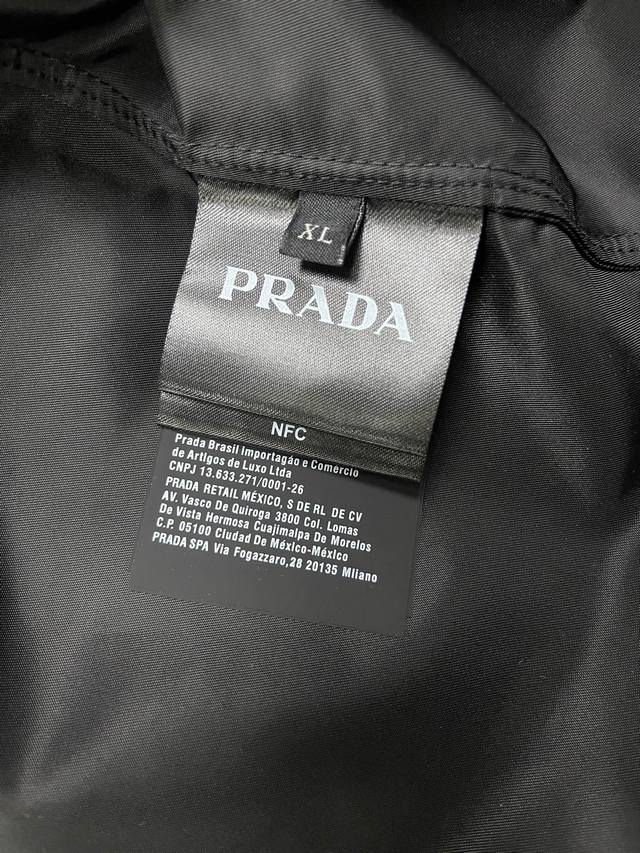 XL
PRADA
NFC
Prada Brasil Importagáo e Comercio
de Artigos de Luxo Ltda
CNPJ 13.633.271/0001-26
PRADA RETAIL MÉXICO, S DE RL DE CV
AV. Vasco De Quiroga 3800 Col. Lomas
De Vista Hermosa Cuajimalpa De Morelos
C.P. 05100 Ciudad De México-México
PRADA SPA Via Fogazzaro,28 20135 Mliano